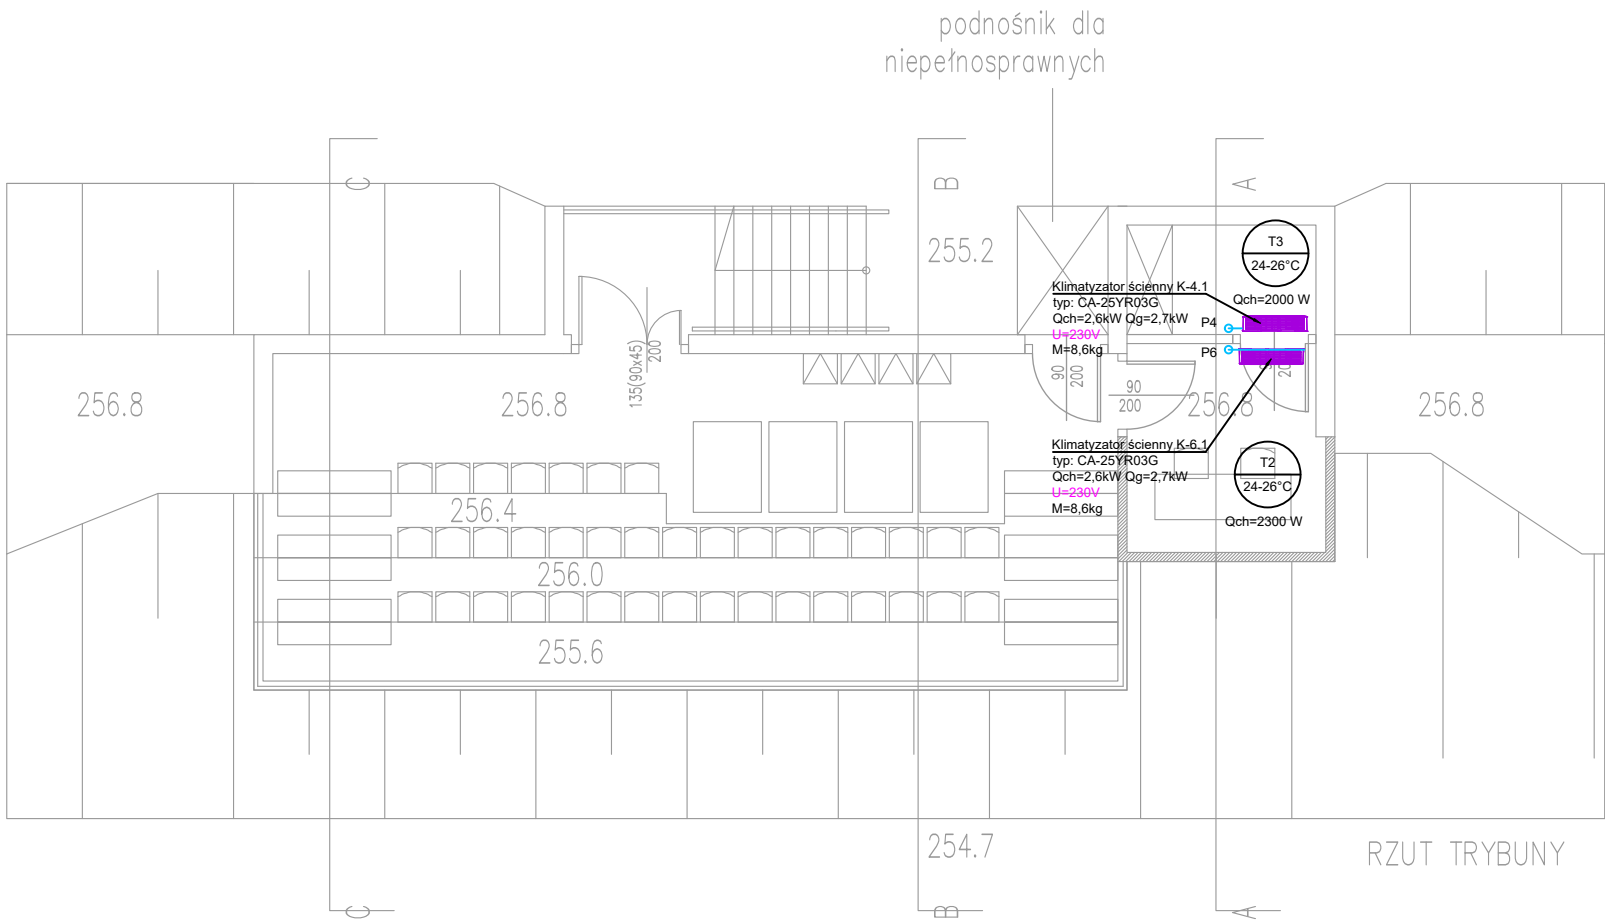 podnośnik dla
niepełnosprawnych
C
B
A
255.2
T3
24-26°C
Qch=2000 W
Klimatyzator ścienny K-4.1
typ: CA-25YR03G
Qch=2,6kW Qg=2,7kW
U=230V
M=8,6kg
P4
P6
135(90x45)
200
90
200
90
200
256.8
256.8
256.8
256.8
Klimatyzator ścienny K-6.1
typ: CA-25YR03G
Qch=2,6kW Qg=2,7kW
U=230V
M=8,6kg
T2
24-26°C
Qch=2300 W
256.4
256.0
255.6
254.7
RZUT TRYBUNY
C
B
A